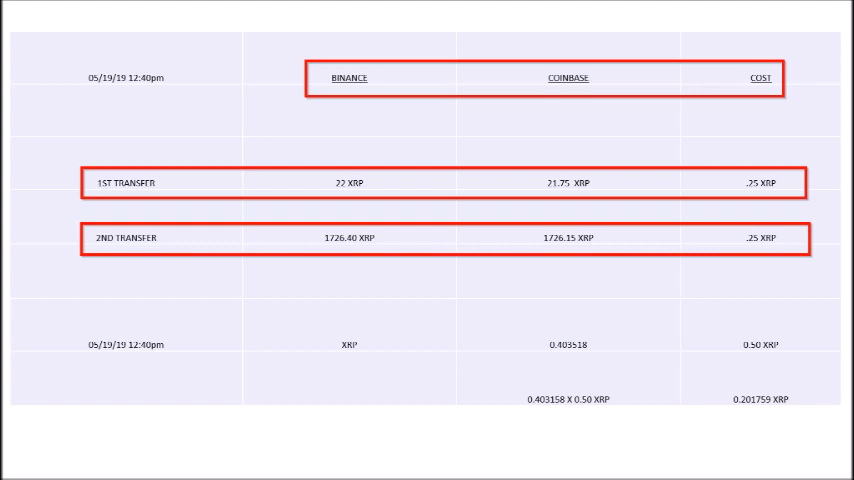 05/19/19 12:40pm BINANCE COINBASE COST
1ST TRANSFER 22 XRP 21.75 XRP .25 XRP
2ND TRANSFER 1726.40 XRP 1726.15 XRP .25 XRP
05/19/19 12:40pm XRP 0.403518 0.50 XRP
0.403158 X 0.50 XRP 0.201759 XRP